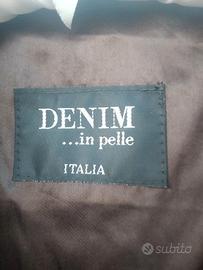 DENIM
...in pelle
ITALIA
subito